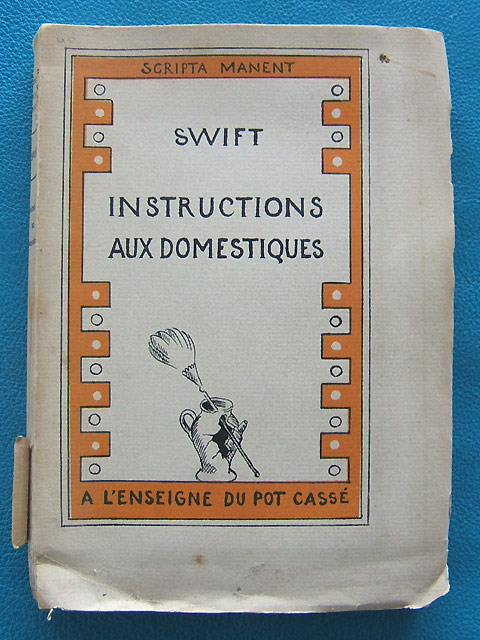 SCRIPTA MANENT
SWIFT
INSTRUCTIONS
AUX DOMESTIQUES
A L'ENSEIGNE DU POT CASSÉ